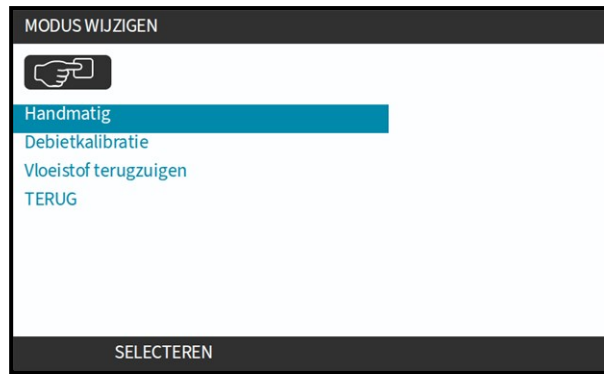 MODUS WIJZIGEN
Handmatig
Debietkalibratie
Vloeistof terugzuigen
TERUG
SELECTEREN